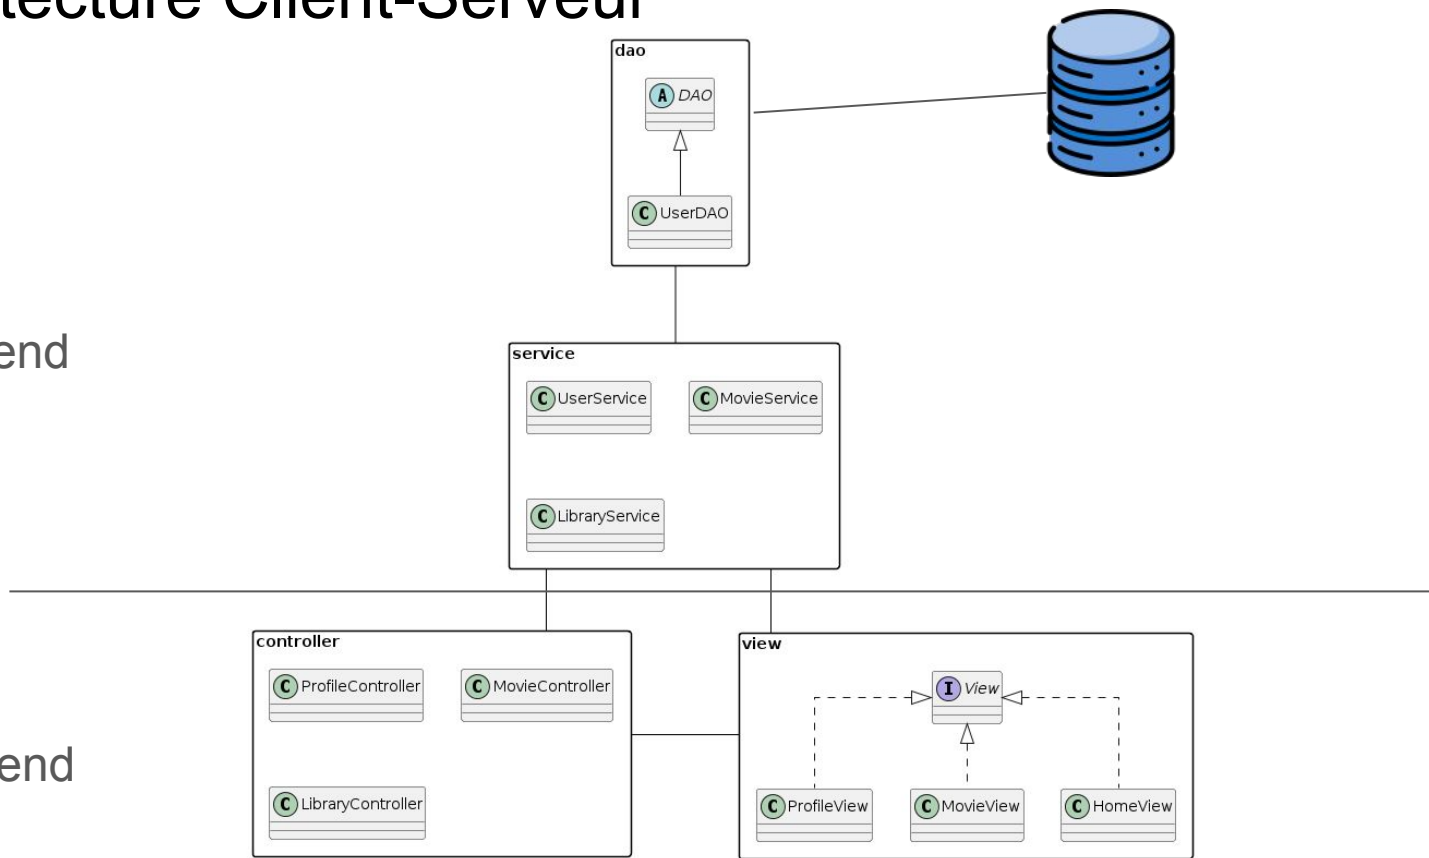 tecture Client-Serveur
dao
A DAO
C UserDAO
end
service
C UserService
C MovieService
C LibraryService
controller
C ProfileController
C MovieController
C LibraryController
view
I View
C ProfileView
C MovieView
C HomeView
end